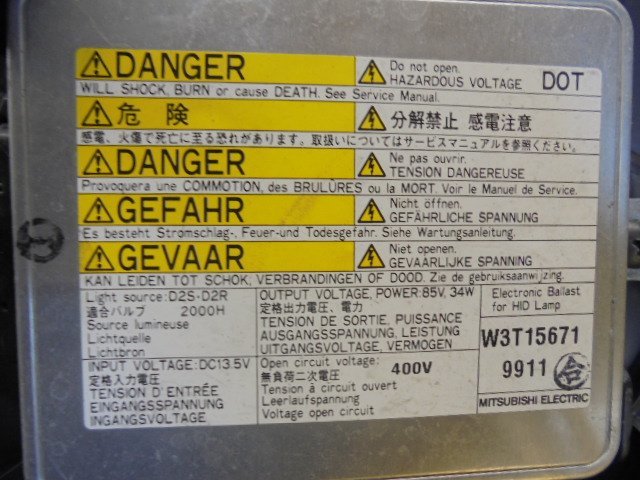 DANGER
Do not open.
HAZARDOUS VOLTAGE DOT
WILL SHOCK, BURN or cause DEATH. See Service Manual.
危険
分解禁止 感電注意
感電、火傷で死亡に至る恐れがあります。取扱いについてはサービスマニュアルを参照ください。
DANGER
Ne pas ouvrir.
TENSION DANGEREUSE
Provoquera une COMMOTION, des BRULÛRES ou la MORT. Voir le Manuel de Service.
GEFAHR
Nicht öffnen.
GEFÄHRLICHE SPANNUNG
Es besteht Stromschlag-, Feuer-und Todesgefahr. Siehe Wartungsanleitung.
GEVAAR
Niet openen.
GEVAARLIJKE SPANNING
KAN LEIDEN TOT SCHOK, VERBRANDINGEN OF DOOD. Zie de gebruiksaanwijzing.
Light source:D2S-D2R
適合バルブ 2000H
Source lumineuse
Lichtquelle
Lichtbron
OUTPUT VOLTAGE, POWER:85V, 34W
定格出力電圧、電力
TENSION DE SORTIE, PUISSANCE
AUSGANGSSPANNUNG, LEISTUNG
UITGANGSVOLTAGE, VERMOGEN
Electronic Ballast
for HID Lamp
W3T15671
9911 合
MITSUBISHI ELECTRIC
INPUT VOLTAGE:DC13.5V
定格入力電圧
TENSION D'ENTRÉE
EINGANGSSPANNUNG
INGANGSVOLTAGE
Open circuit voltage:
無負荷二次電圧 400V
Tension à circuit ouvert
Leerlaufspannung
Voltage open circuit